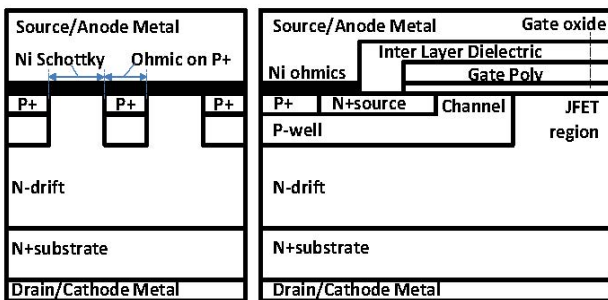 Source/Anode Metal
Ni Schottky Ohmic on P+
P+ P+ P+
N-drift
N+substrate
Drain/Cathode Metal
Source/Anode Metal
Gate oxide
Inter Layer Dielectric
Ni ohmics
Gate Poly
P+ N+source Channel JFET
P-well region
N-drift
N+substrate
Drain/Cathode Metal